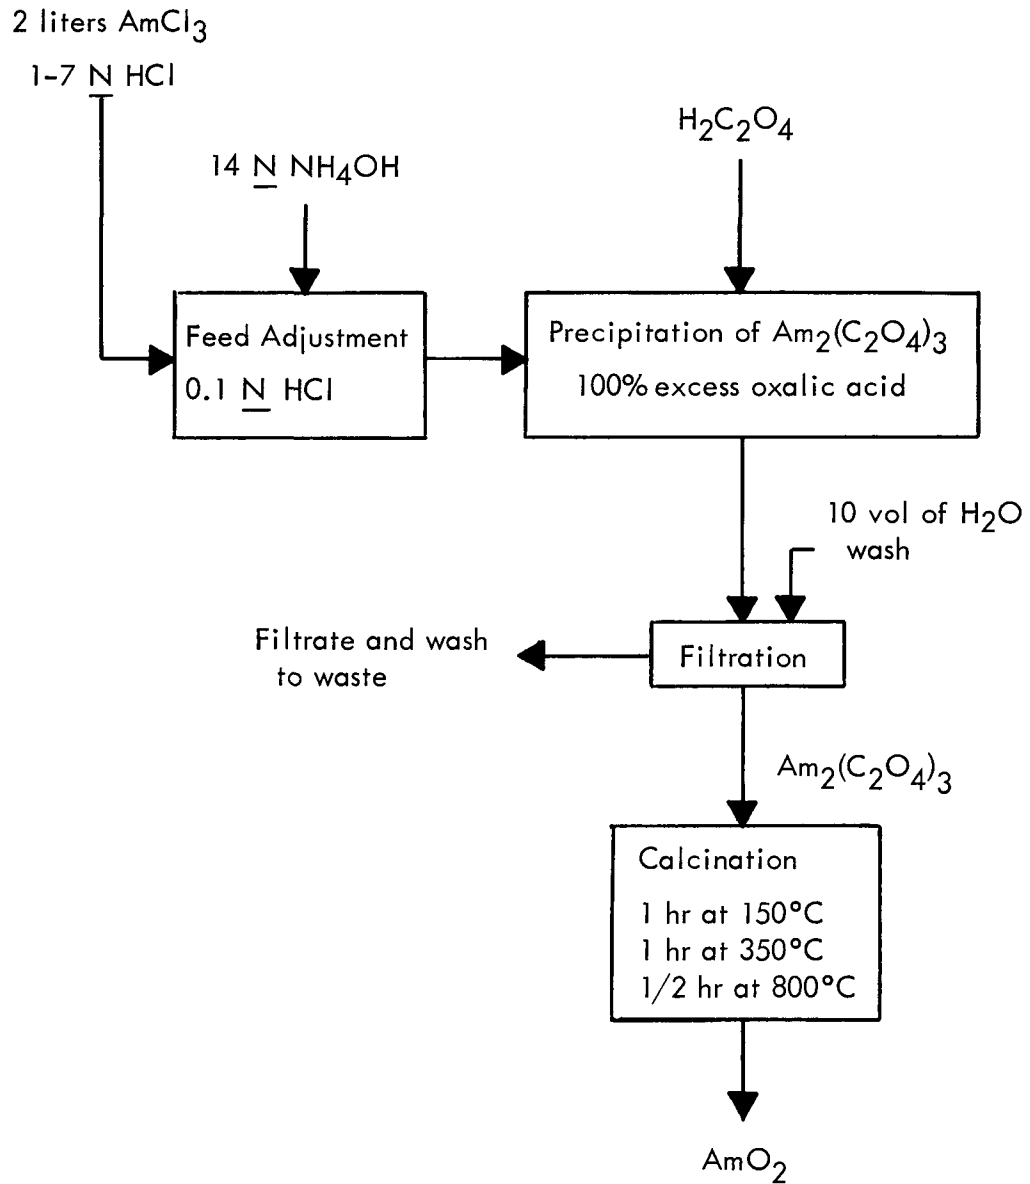 2 liters AmCl3
1-7 N HCl
14 N NH4OH
H2C2O4
Feed Adjustment
0.1 N HCl
Precipitation of Am2(C2O4)3
100% excess oxalic acid
10 vol of H2O
wash
Filtrate and wash
to waste
Filtration
Am2(C2O4)3
Calcination
1 hr at 150°C
1 hr at 350°C
1/2 hr at 800°C
AmO2